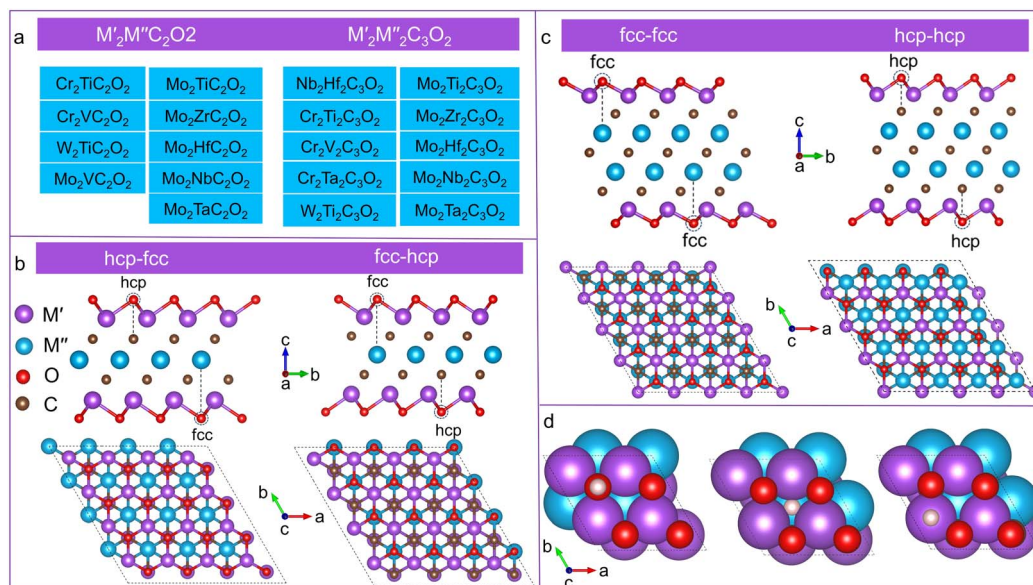 a
M′₂M″C₂O2
M′₂M″₂C₃O₂
Cr₂TiC₂O₂
Mo₂TiC₂O₂
Nb₂Hf₂C₃O₂
Mo₂Ti₂C₃O₂
Cr₂VC₂O₂
Mo₂ZrC₂O₂
Cr₂Ti₂C₃O₂
Mo₂Zr₂C₃O₂
W₂TiC₂O₂
Mo₂HfC₂O₂
Cr₂V₂C₃O₂
Mo₂Hf₂C₃O₂
Mo₂VC₂O₂
Mo₂NbC₂O₂
Cr₂Ta₂C₃O₂
Mo₂Nb₂C₃O₂
Mo₂TaC₂O₂
W₂Ti₂C₃O₂
Mo₂Ta₂C₃O₂
b
hcp-fcc
fcc-hcp
hcp
fcc
M′
M″
O
C
c
a
b
fcc
hcp
b
c
a
c
fcc-fcc
hcp-hcp
fcc
hcp
c
a
b
fcc
hcp
b
c
a
d
b
c
a